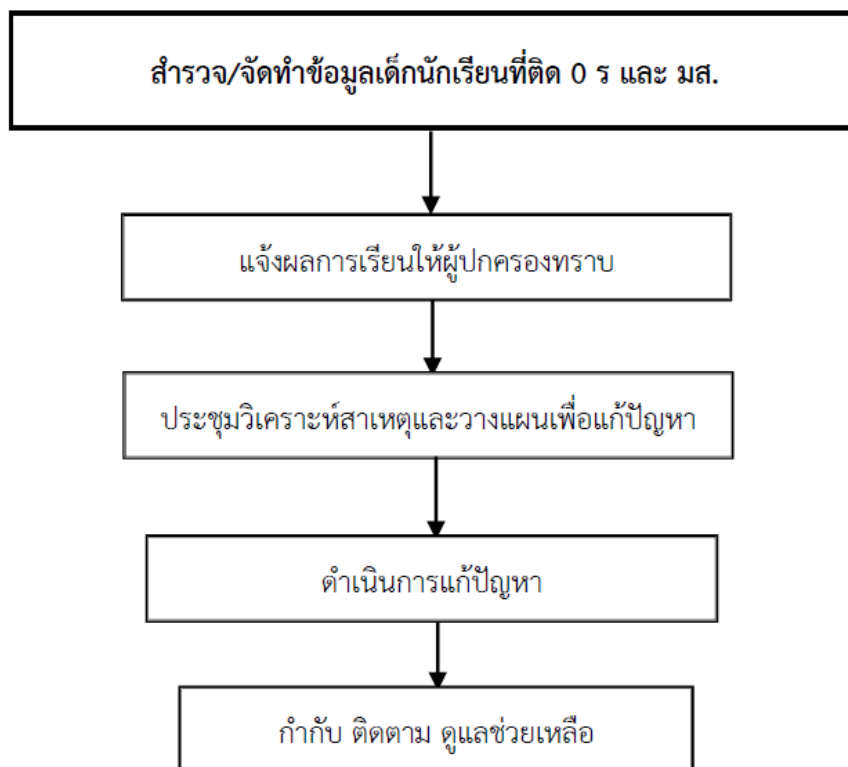 สำรวจ/จัดทำข้อมูลเด็กนักเรียนที่ติด 0 ร และ มส.
แจ้งผลการเรียนให้ผู้ปกครองทราบ
ประชุมวิเคราะห์สาเหตุและวางแผนเพื่อแก้ปัญหา
ดำเนินการแก้ปัญหา
กำกับ ติดตาม ดูแลช่วยเหลือ